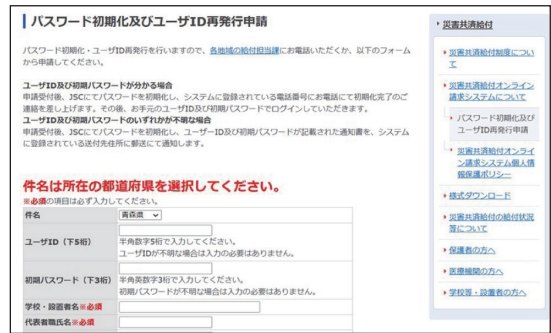 パスワード初期化及びユーザID再発行申請
パスワード初期化・ユーザID再発行を行いますので、各地域の給付担当課にお電話いただくか、以下のフォーム
から申請してください。
ユーザID及び初期パスワードが分かる場合
申請受付後、JSCにてパスワードを初期化し、システムに登録されている電話番号にお電話にて初期化完了のご
連絡を差し上げます。その後、お手元のユーザID及び初期パスワードでログインしていただきます。
ユーザID及び初期パスワードのいずれかが不明な場合
申請受付後、JSCにてパスワードを初期化し、ユーザーID及び初期パスワードが記載された通知書を、システム
に登録されている送付先住所に郵送にて通知します。
件名は所在の都道府県を選択してください。
※必須の項目は必ず入力してください。
件名
青森県
ユーザID（下5桁）
半角数字5桁で入力してください。
ユーザIDが不明な場合は入力の必要はありません。
初期パスワード（下3桁）
半角英数字3桁で入力してください。
初期パスワードが不明な場合は入力の必要はありません。
学校・設置者名※必須
代表者職氏名※必須
災害共済給付
災害共済給付制度につい
て
災害共済給付オンライン
請求システムについて
パスワード初期化及び
ユーザID再発行申請
災害共済給付オンライ
ン請求システム個人情
報保護ポリシー
様式ダウンロード
災害共済給付の給付状況
等について
保護者の方へ
医療機関の方へ
学校等・設置者の方へ